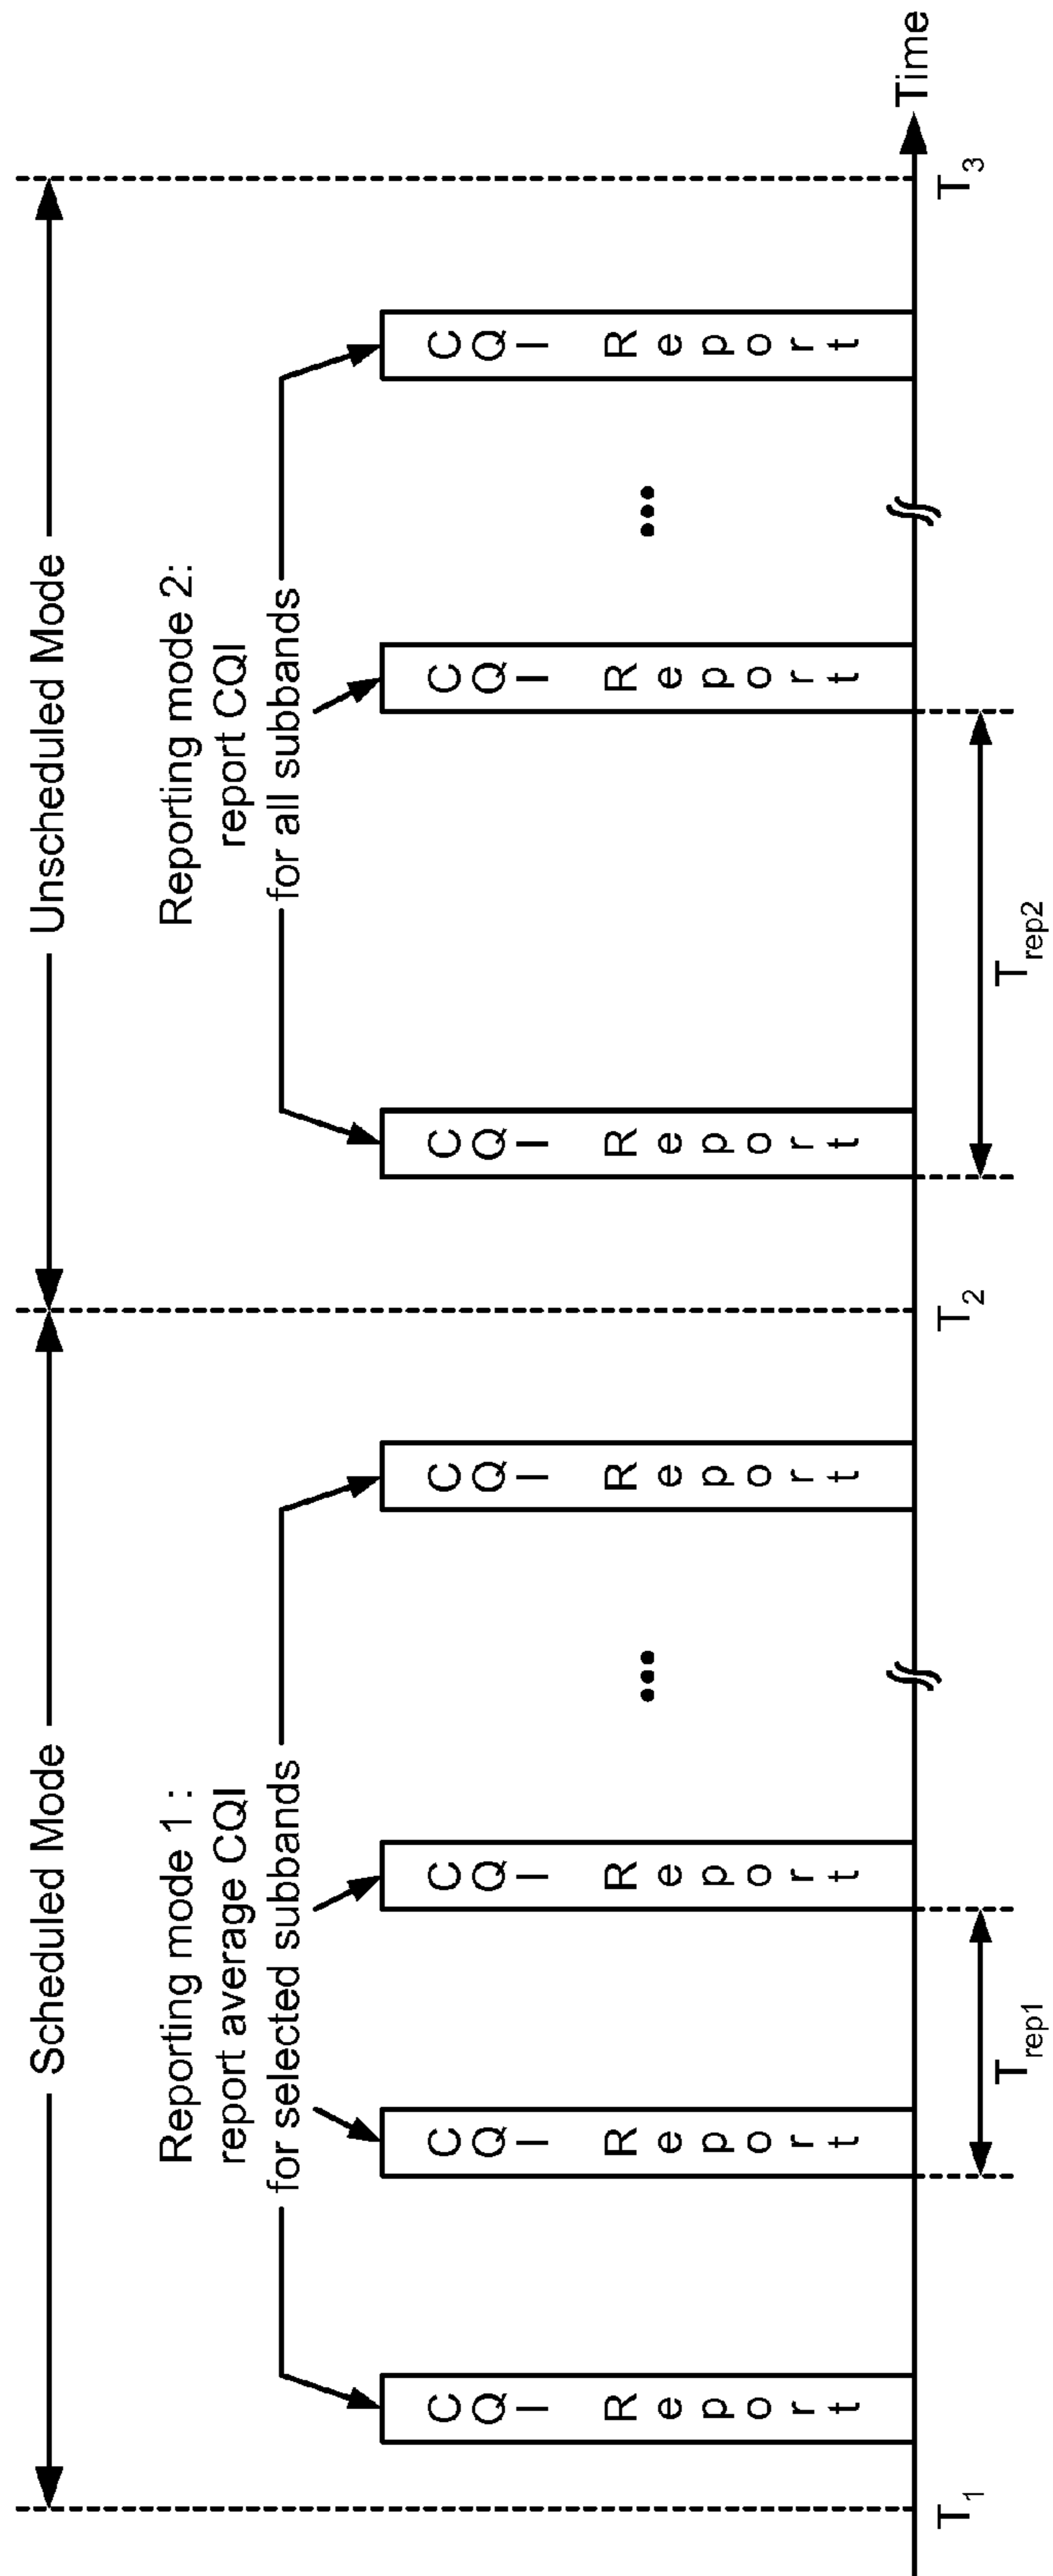 Scheduled Mode
Unscheduled Mode
Reporting mode 1 :
report average CQI
for selected subbands
Reporting mode 2:
report CQI
for all subbands
CQI Report
CQI Report
CQI Report
•••
CQI Report
CQI Report
CQI Report
•••
CQI Report
T1
T2
T3
Time
Trep1
Trep2